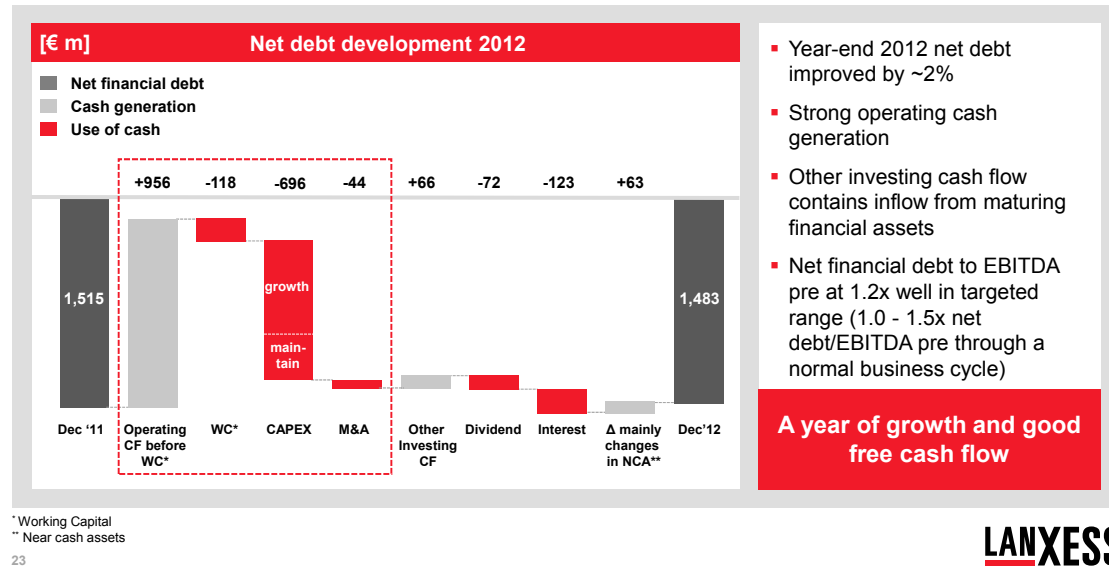 [€ m] Net debt development 2012
Net financial debt
Cash generation
Use of cash
+956 -118 -696 -44 +66 -72 -123 +63
1,515
growth
main-
tain
1,483
Dec ‘11 Operating WC* CAPEX M&A Other Dividend Interest Δ mainly Dec’12
CF before Investing changes
WC* CF in NCA**
▪ Year-end 2012 net debt
improved by ~2%
▪ Strong operating cash
generation
▪ Other investing cash flow
contains inflow from maturing
financial assets
▪ Net financial debt to EBITDA
pre at 1.2x well in targeted
range (1.0 - 1.5x net
debt/EBITDA pre through a
normal business cycle)
A year of growth and good
free cash flow
* Working Capital
** Near cash assets
23
LANXESS